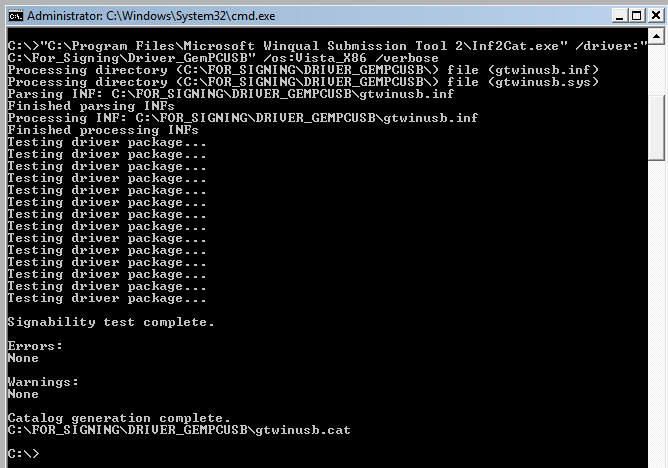 Administrator: C:\Windows\System32\cmd.exe
C:\>"C:\Program Files\Microsoft Winqual Submission Tool 2\Inf2Cat.exe" /driver:"
C:\For_Signing\Driver_GemPCUSB" /os:Vista_X86 /verbose
Processing directory (C:\FOR_SIGNING\DRIVER_GEMPCUSB\) file (gtwinusb.inf)
Processing directory (C:\FOR_SIGNING\DRIVER_GEMPCUSB\) file (gtwinusb.sys)
Parsing INF: C:\FOR_SIGNING\DRIVER_GEMPCUSB\gtwinusb.inf
Finished parsing INFs
Processing INF: C:\FOR_SIGNING\DRIVER_GEMPCUSB\gtwinusb.inf
Finished processing INFs
Testing driver package...
Testing driver package...
Testing driver package...
Testing driver package...
Testing driver package...
Testing driver package...
Testing driver package...
Testing driver package...
Testing driver package...
Testing driver package...
Testing driver package...
Testing driver package...
Testing driver package...
Testing driver package...

Signability test complete.

Errors:
None

Warnings:
None

Catalog generation complete.
C:\FOR_SIGNING\DRIVER_GEMPCUSB\gtwinusb.cat

C:\>